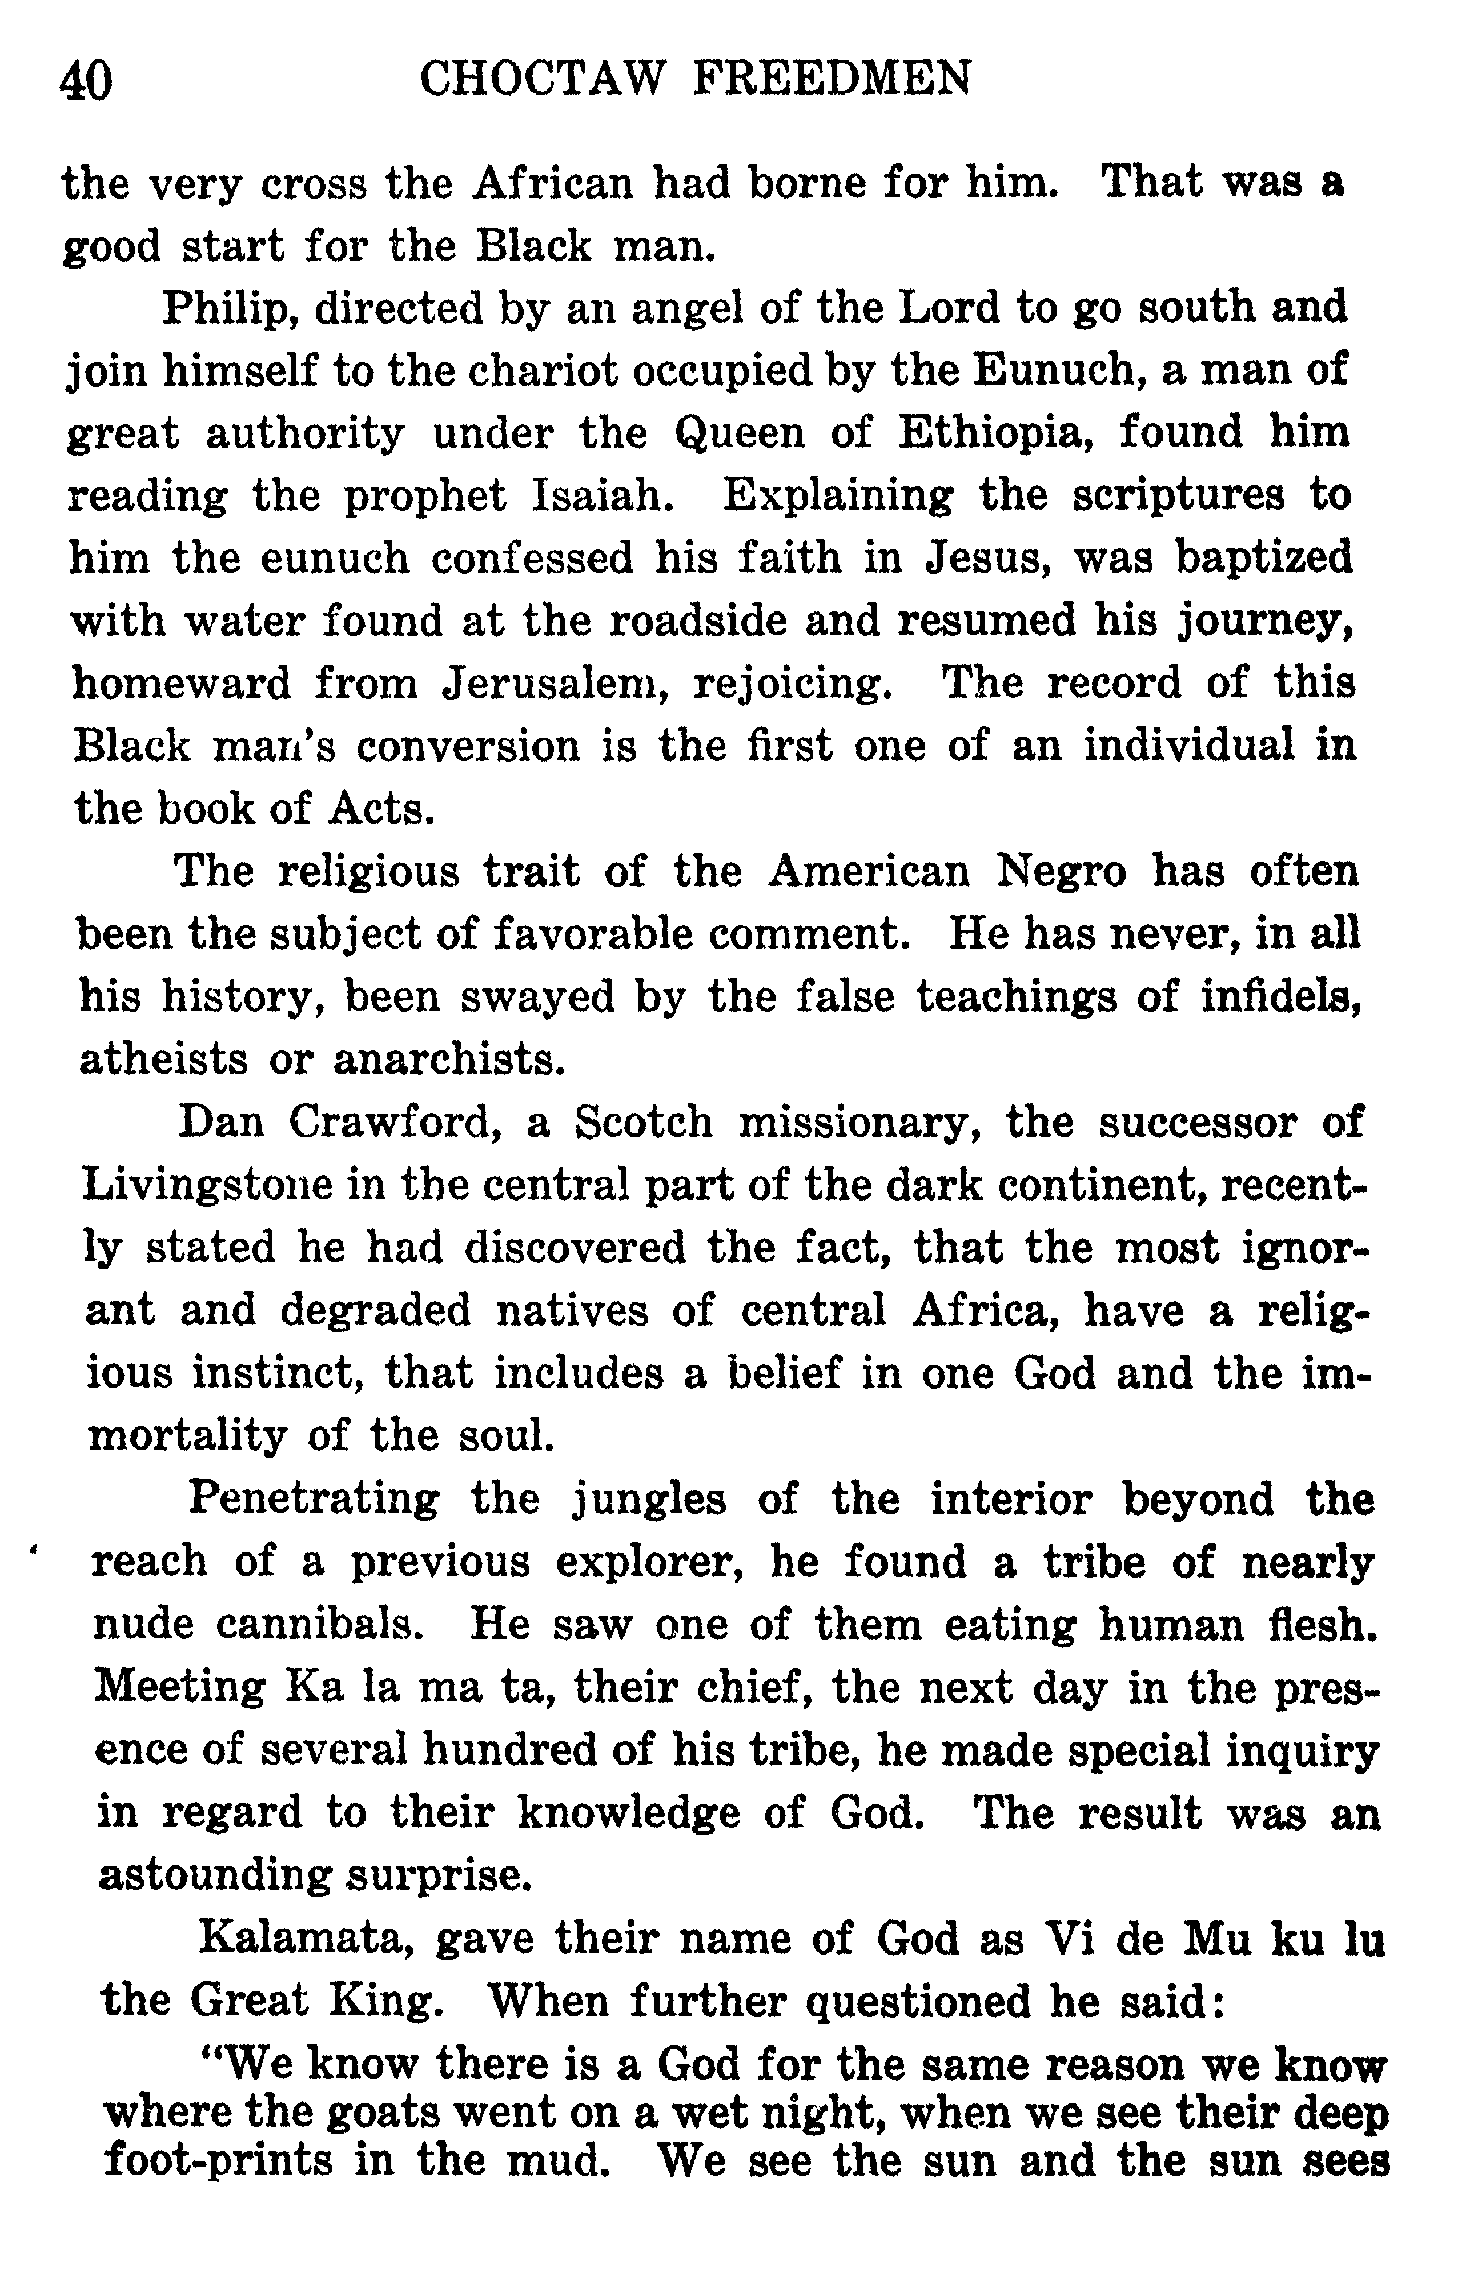 40 CHOCTAW FREEDMEN
the very cross the African had borne for him. That was a
good start for the Black man.
Philip, directed by an angel of the Lord to go south and
join himself to the chariot occupied by the Eunuch, a man of
great authority under the Queen of Ethiopia, found him
reading the prophet Isaiah. Explaining the scriptures to
him the eunuch confessed his faith in Jesus, was baptized
with water found at the roadside and resumed his journey,
homeward from Jerusalem, rejoicing. The record of this
Black man's conversion is the first one of an individual in
the book of Acts.
The religious trait of the American Negro has often
been the subject of favorable comment. He has never, in all
his history, been swayed by the false teachings of infidels,
atheists or anarchists.
Dan Crawford, a Scotch missionary, the successor of
Livingstone in the central part of the dark continent, recent-
ly stated he had discovered the fact, that the most ignor-
ant and degraded natives of central Africa, have a relig-
ious instinct, that includes a belief in one God and the im-
mortality of the soul.
Penetrating the jungles of the interior beyond the
reach of a previous explorer, he found a tribe of nearly
nude cannibals. He saw one of them eating human flesh.
Meeting Ka la ma ta, their chief, the next day in the pres-
ence of several hundred of his tribe, he made special inquiry
in regard to their knowledge of God. The result was an
astounding surprise.
Kalamata, gave their name of God as Vi de Mu ku lu
the Great King. When further questioned he said:
"We know there is a God for the same reason we know
where the goats went on a wet night, when we see their deep
foot-prints in the mud. We see the sun and the sun sees